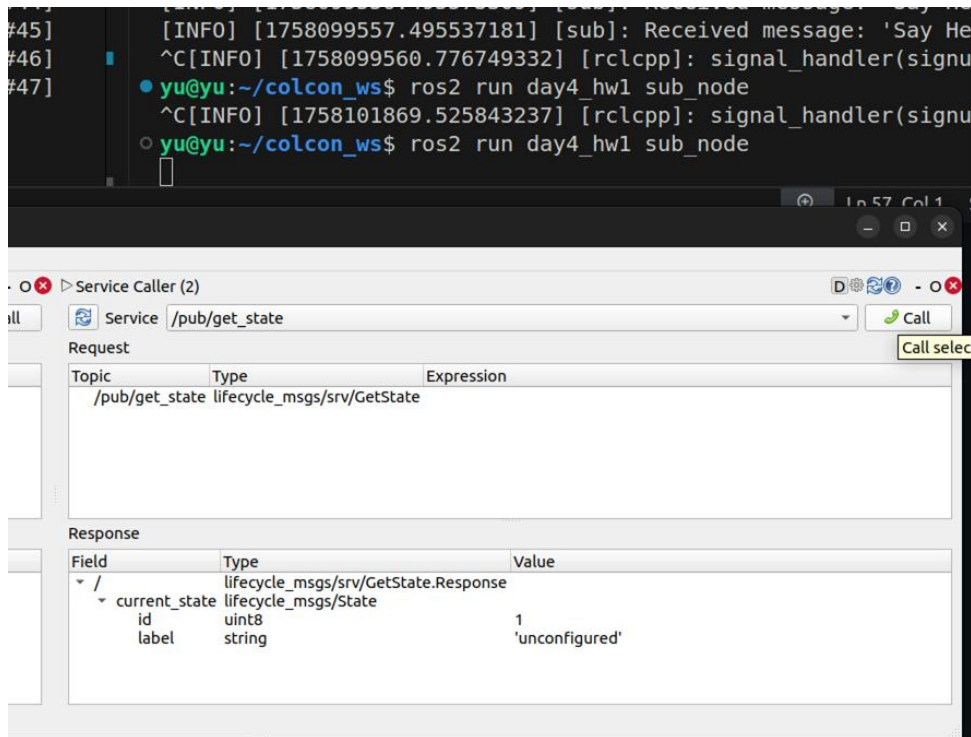 #45]
[INFO] [1758099557.495537181] [sub]: Received message: 'Say He
#46]
^C[INFO] [1758099560.776749332] [rclcpp]: signal_handler(signu
#47]
yu@yu:~/colcon_ws$ ros2 run day4_hw1 sub_node
^C[INFO] [1758101869.525843237] [rclcpp]: signal_handler(signu
yu@yu:~/colcon_ws$ ros2 run day4_hw1 sub_node
Ln 57, Col 1
Service Caller (2)
D
- O
all
Service /pub/get_state
Call
Request
Call selec
Topic Type Expression
/pub/get_state lifecycle_msgs/srv/GetState
Response
Field Type Value
/ lifecycle_msgs/srv/GetState.Response
current_state lifecycle_msgs/State
id uint8 1
label string 'unconfigured'